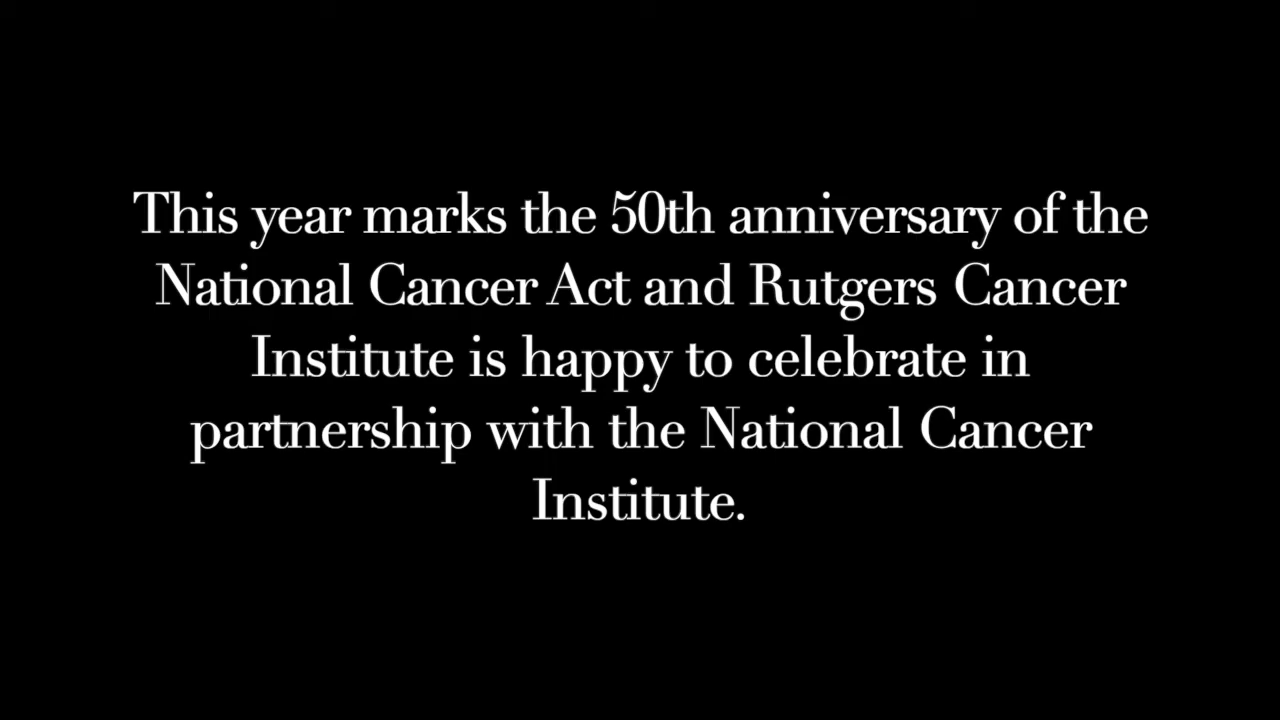 This year marks the 50th anniversary of the
National Cancer Act and Rutgers Cancer
Institute is happy to celebrate in
partnership with the National Cancer
Institute.